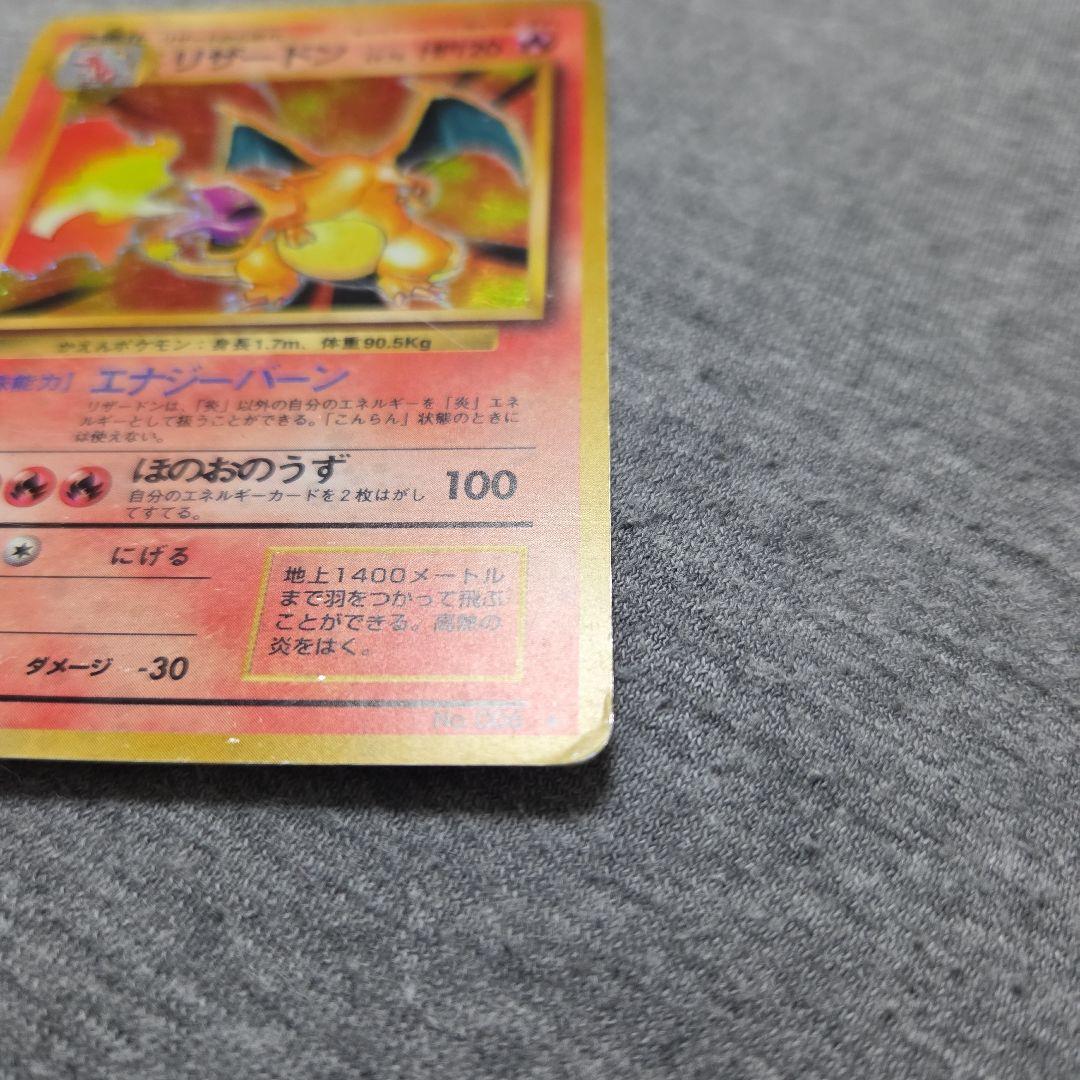 リザードン
かえんポケモン：身長1.7m、体重90.5Kg
殊能力］ エナジーバーン
リザードンは、「炎」以外の自分のエネルギーを「炎」エネ
ルギーとして扱うことができる。「こんらん」状態のときに
は使えない。
ほのおのうず 100
自分のエネルギーカードを２枚はがし
てすてる。
にげる
地上1400メートル
まで羽をつかって飛ぶ
ことができる。高熱の
炎をはく。
ダメージ -30
No.006